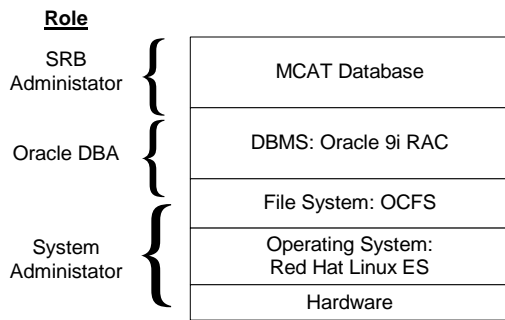 Role
SRB
Administator
MCAT Database
Oracle DBA
DBMS: Oracle 9i RAC
File System: OCFS
System
Administator
Operating System:
Red Hat Linux ES
Hardware